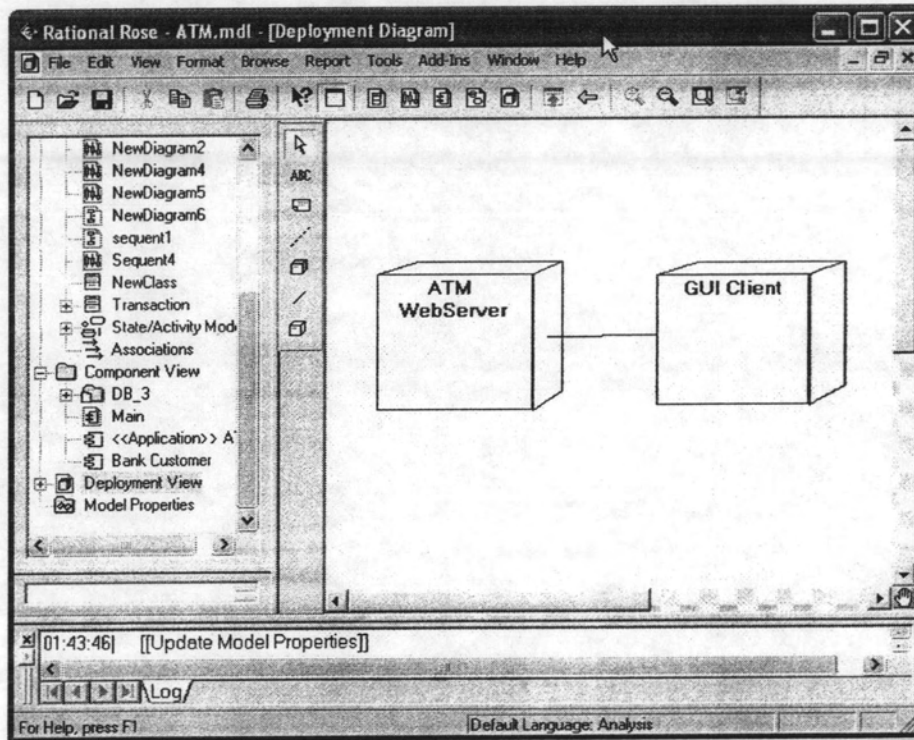 Rational Rose - ATM.mdl - [Deployment Diagram]
File Edit View Format Browse Report Tools Add-Ins Window Help
ABC
NewDiagram2
NewDiagram4
NewDiagram5
NewDiagram6
sequent1
Sequent4
NewClass
Transaction
State/Activity Mod
Associations
Component View
DB_3
Main
<<Application>> A
Bank Customer
Deployment View
Model Properties
ATM
WebServer
GUI Client
01:43:46| [[Update Model Properties]]
Log
For Help, press F1
Default Language: Analysis